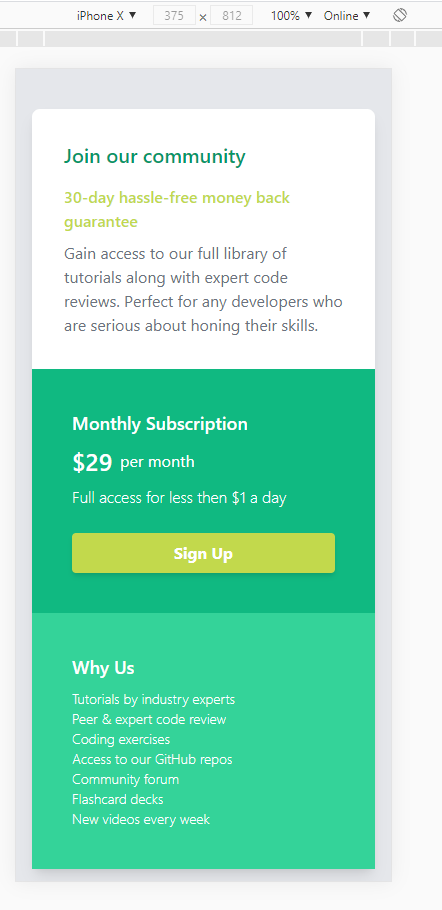 iPhone X ▼ 375 × 812 100% ▼ Online ▼
Join our community
30-day hassle-free money back
guarantee
Gain access to our full library of
tutorials along with expert code
reviews. Perfect for any developers who
are serious about honing their skills.
Monthly Subscription
$29 per month
Full access for less then $1 a day
Sign Up
Why Us
Tutorials by industry experts
Peer & expert code review
Coding exercises
Access to our GitHub repos
Community forum
Flashcard decks
New videos every week